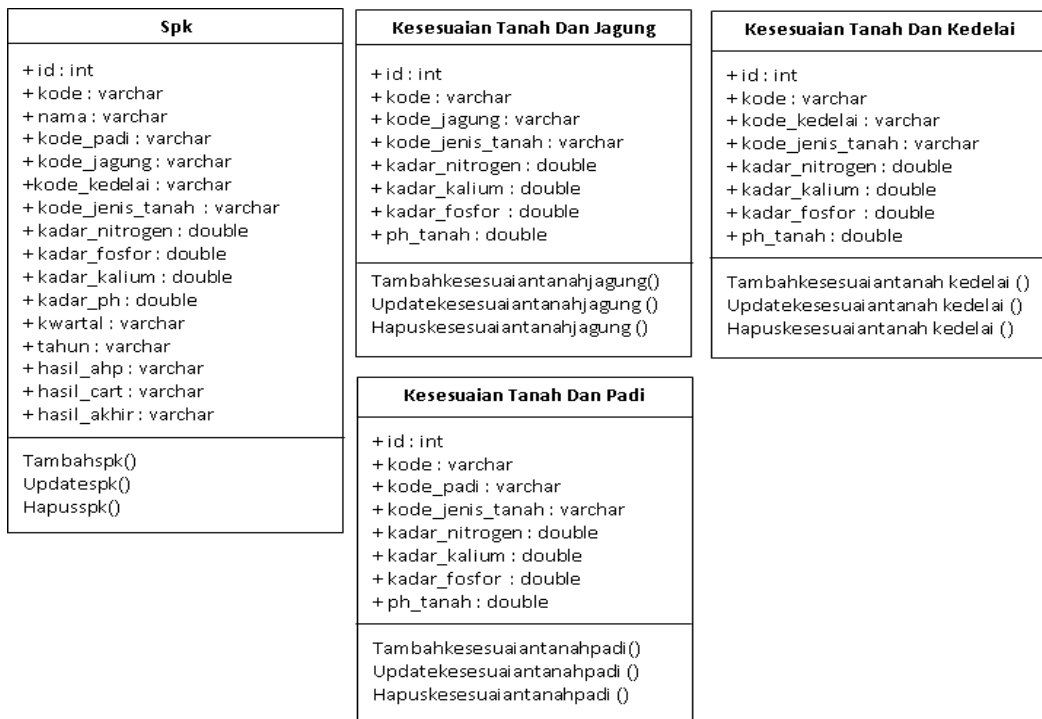 Spk
+ id : int
+ kode : varchar
+ nama : varchar
+ kode_padi : varchar
+ kode_jagung : varchar
+kode_kedelai : varchar
+ kode_jenis_tanah : varchar
+ kadar_nitrogen : double
+ kadar_fosfor : double
+ kadar_kalium : double
+ kadar_ph : double
+ kwartal : varchar
+ tahun : varchar
+ hasil_ahp : varchar
+ hasil_cart : varchar
+ hasil_akhir : varchar
Tambahspk()
Updatespk()
Hapusspk()
Kesesuaian Tanah Dan Jagung
+ id : int
+ kode : varchar
+ kode_jagung : varchar
+ kode_jenis_tanah : varchar
+ kadar_nitrogen : double
+ kadar_kalium : double
+ kadar_fosfor : double
+ ph_tanah : double
Tambahkesesuaiantanahjagung()
Updatekesesuaiantanahjagung ()
Hapuskesesuaiantanahjagung ()
Kesesuaian Tanah Dan Kedelai
+ id : int
+ kode : varchar
+ kode_kedelai : varchar
+ kode_jenis_tanah : varchar
+ kadar_nitrogen : double
+ kadar_kalium : double
+ kadar_fosfor : double
+ ph_tanah : double
Tambahkesesuaiantanah kedelai ()
Updatekesesuaiantanah kedelai ()
Hapuskesesuaiantanah kedelai ()
Kesesuaian Tanah Dan Padi
+ id : int
+ kode : varchar
+ kode_padi : varchar
+ kode_jenis_tanah : varchar
+ kadar_nitrogen : double
+ kadar_kalium : double
+ kadar_fosfor : double
+ ph_tanah : double
Tambahkesesuaiantanahpadi()
Updatekesesuaiantanahpadi ()
Hapuskesesuaiantanahpadi ()